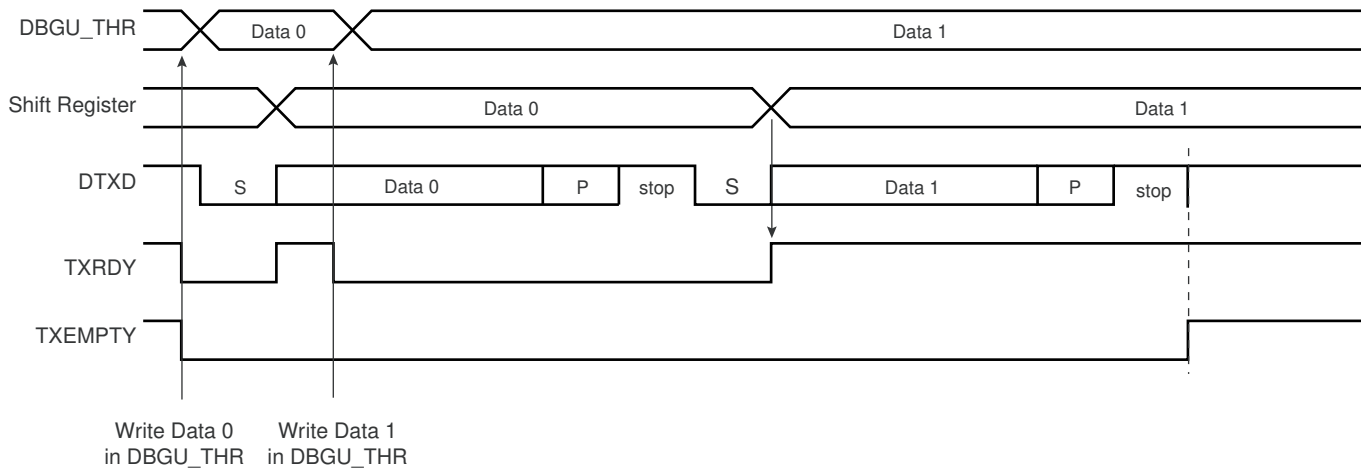 DBGU_THR
Data 0
Data 1
Shift Register
Data 0
Data 1
DTXD
S
Data 0
P
stop
S
Data 1
P
stop
TXRDY
TXEMPTY
Write Data 0
in DBGU_THR
Write Data 1
in DBGU_THR